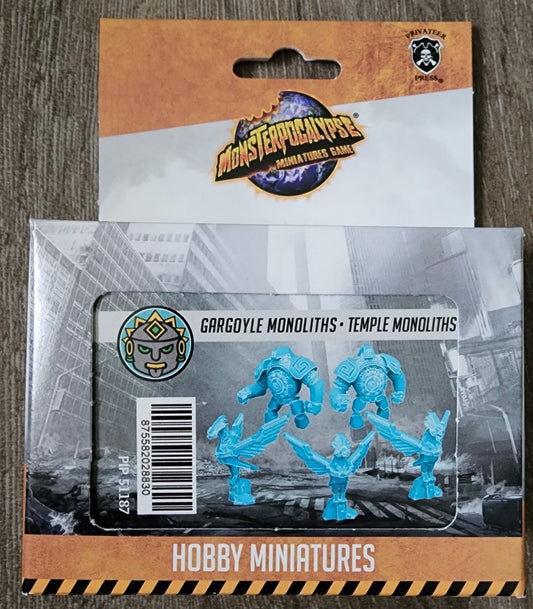 PRIVATEER
PRESS®
MONSTERPOCALYPSE®
MINIATURES GAME
GARGOYLE MONOLITHS • TEMPLE MONOLITHS
875582028830
PIP 51187
HOBBY MINIATURES